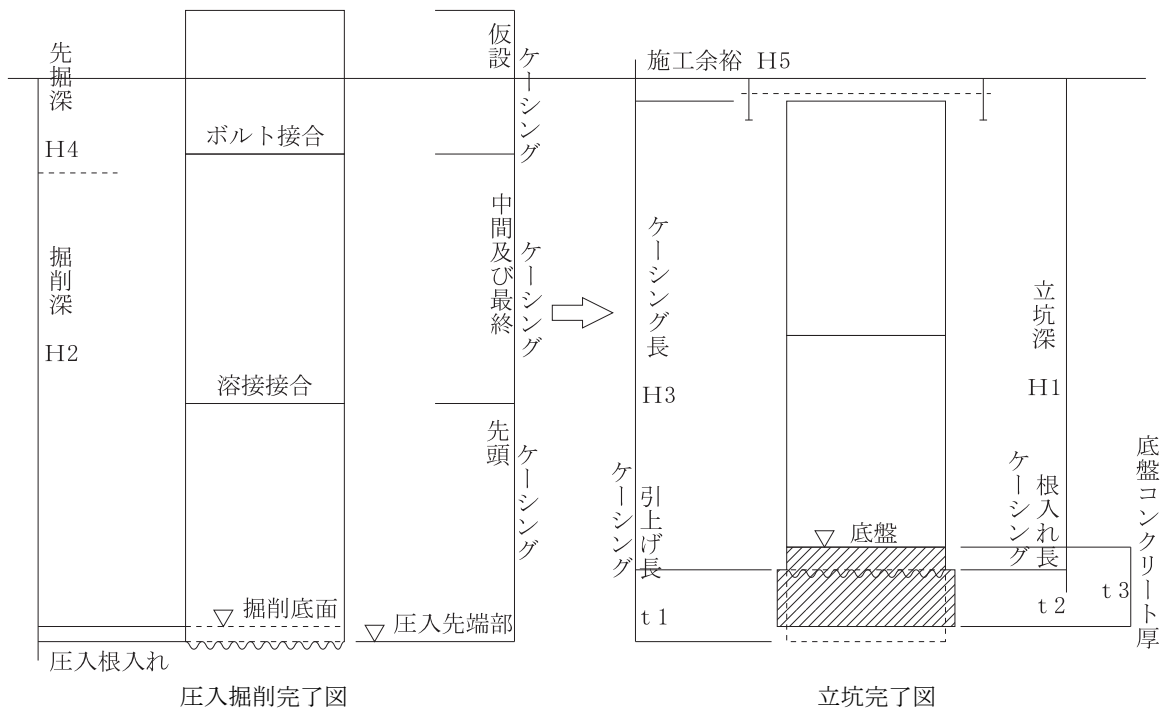 先掘深 H4
掘削深 H2
ボルト接合
溶接接合
掘削底面
圧入先端部
圧入根入れ
仮設ケーシング
中間及び最終ケーシング
先頭ケーシング
圧入掘削完了図
施工余裕 H5
ケーシング長 H3
ケーシング引上げ長 t1
底盤
立坑深 H1
ケーシング根入れ長 t2
底盤コンクリート厚 t3
立坑完了図